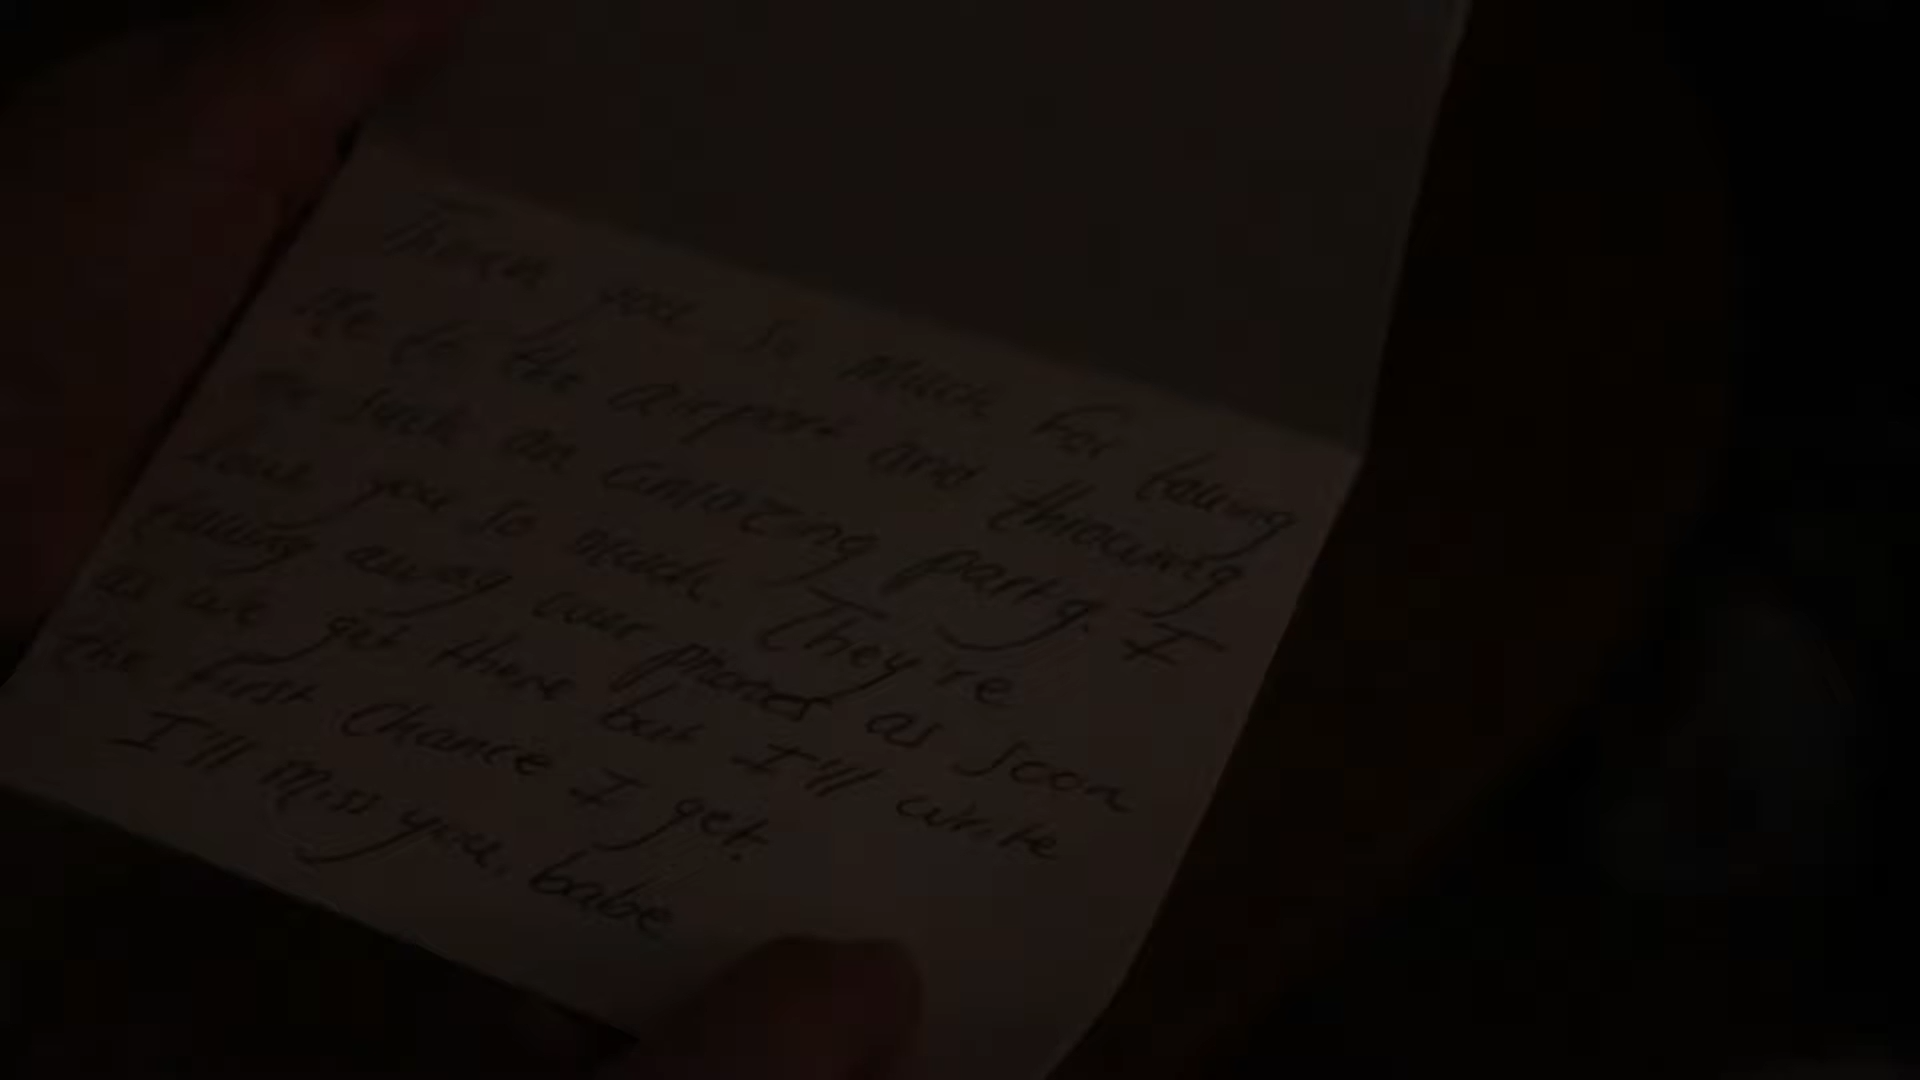 Thank you so much for taking
me to the airport and throwing
me such an amazing party. I
love you so much. They're
taking away our phones as soon
as we get there but I'll write
the first chance I get.
I'll miss you, babe